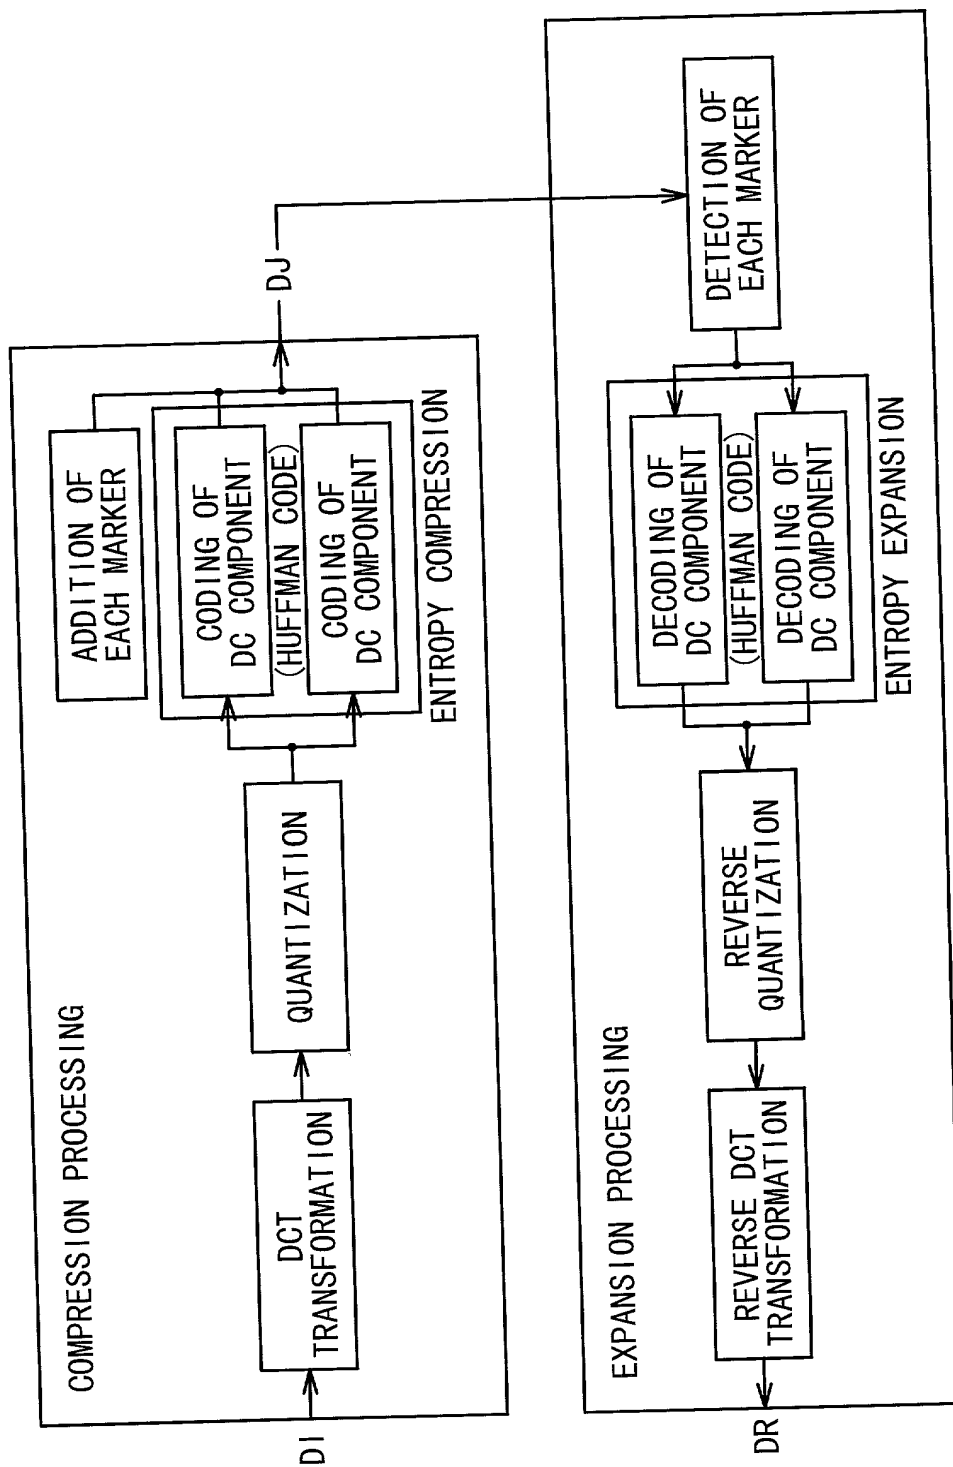 COMPRESSION PROCESSING
DI
DCT
TRANSFORMATION
QUANTIZATION
ADDITION OF
EACH MARKER
CODING OF
DC COMPONENT
(HUFFMAN CODE)
CODING OF
DC COMPONENT
ENTROPY COMPRESSION
DJ
EXPANSION PROCESSING
DR
REVERSE DCT
TRANSFORMATION
REVERSE
QUANTIZATION
DECODING OF
DC COMPONENT
(HUFFMAN CODE)
DECODING OF
DC COMPONENT
ENTROPY EXPANSION
DETECTION OF
EACH MARKER